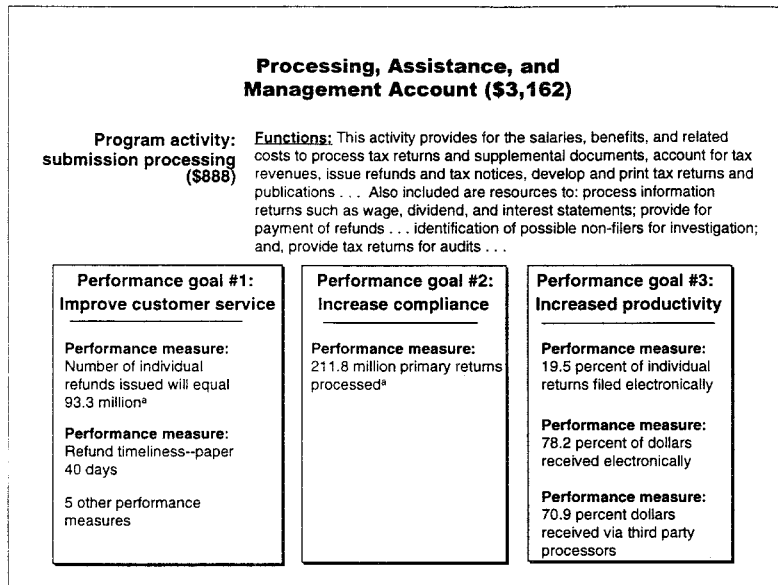 Processing, Assistance, and
Management Account ($3,162)
Program activity:
submission processing
($888)
Functions: This activity provides for the salaries, benefits, and related
costs to process tax returns and supplemental documents, account for tax
revenues, issue refunds and tax notices, develop and print tax returns and
publications . . . Also included are resources to: process information
returns such as wage, dividend, and interest statements; provide for
payment of refunds . . . identification of possible non-filers for investigation;
and, provide tax returns for audits . . .
Performance goal #1:
Improve customer service
Performance measure:
Number of individual
refunds issued will equal
93.3 millionª
Performance measure:
Refund timeliness--paper
40 days
5 other performance
measures
Performance goal #2:
Increase compliance
Performance measure:
211.8 million primary returns
processedª
Performance goal #3:
Increased productivity
Performance measure:
19.5 percent of individual
returns filed electronically
Performance measure:
78.2 percent of dollars
received electronically
Performance measure:
70.9 percent dollars
received via third party
processors